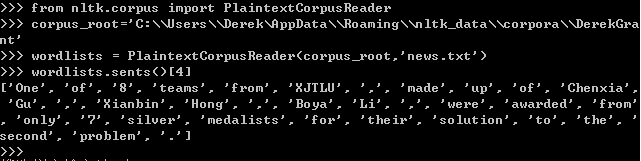 >>> from nltk.corpus import PlaintextCorpusReader
>>> corpus_root='C:\\Users\\Derek\AppData\\Roaming\\nltk_data\\corpora\\DerekGra
nt'
>>> wordlists = PlaintextCorpusReader(corpus_root,'news.txt')
>>> wordlists.sents()[4]
['One', 'of', '8', 'teams', 'from', 'XJTLU', ',', 'made', 'up', 'of', 'Chenxia',
 'Gu', ',', 'Xianbin', 'Hong', ',', 'Boya', 'Li', ',', 'were', 'awarded', 'from'
, 'only', '7', 'silver', 'medalists', 'for', 'their', 'solution', 'to', 'the', '
second', 'problem', '.']
>>>